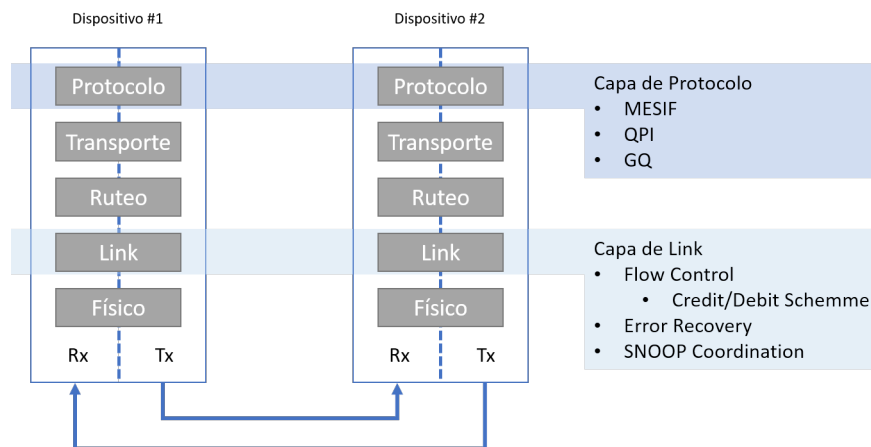 Dispositivo #1
Dispositivo #2
Protocolo
Protocolo
Transporte
Transporte
Ruteo
Ruteo
Link
Link
Físico
Físico
Rx
Tx
Rx
Tx
Capa de Protocolo
• MESIF
• QPI
• GQ
Capa de Link
• Flow Control
• Credit/Debit Schemme
• Error Recovery
• SNOOP Coordination